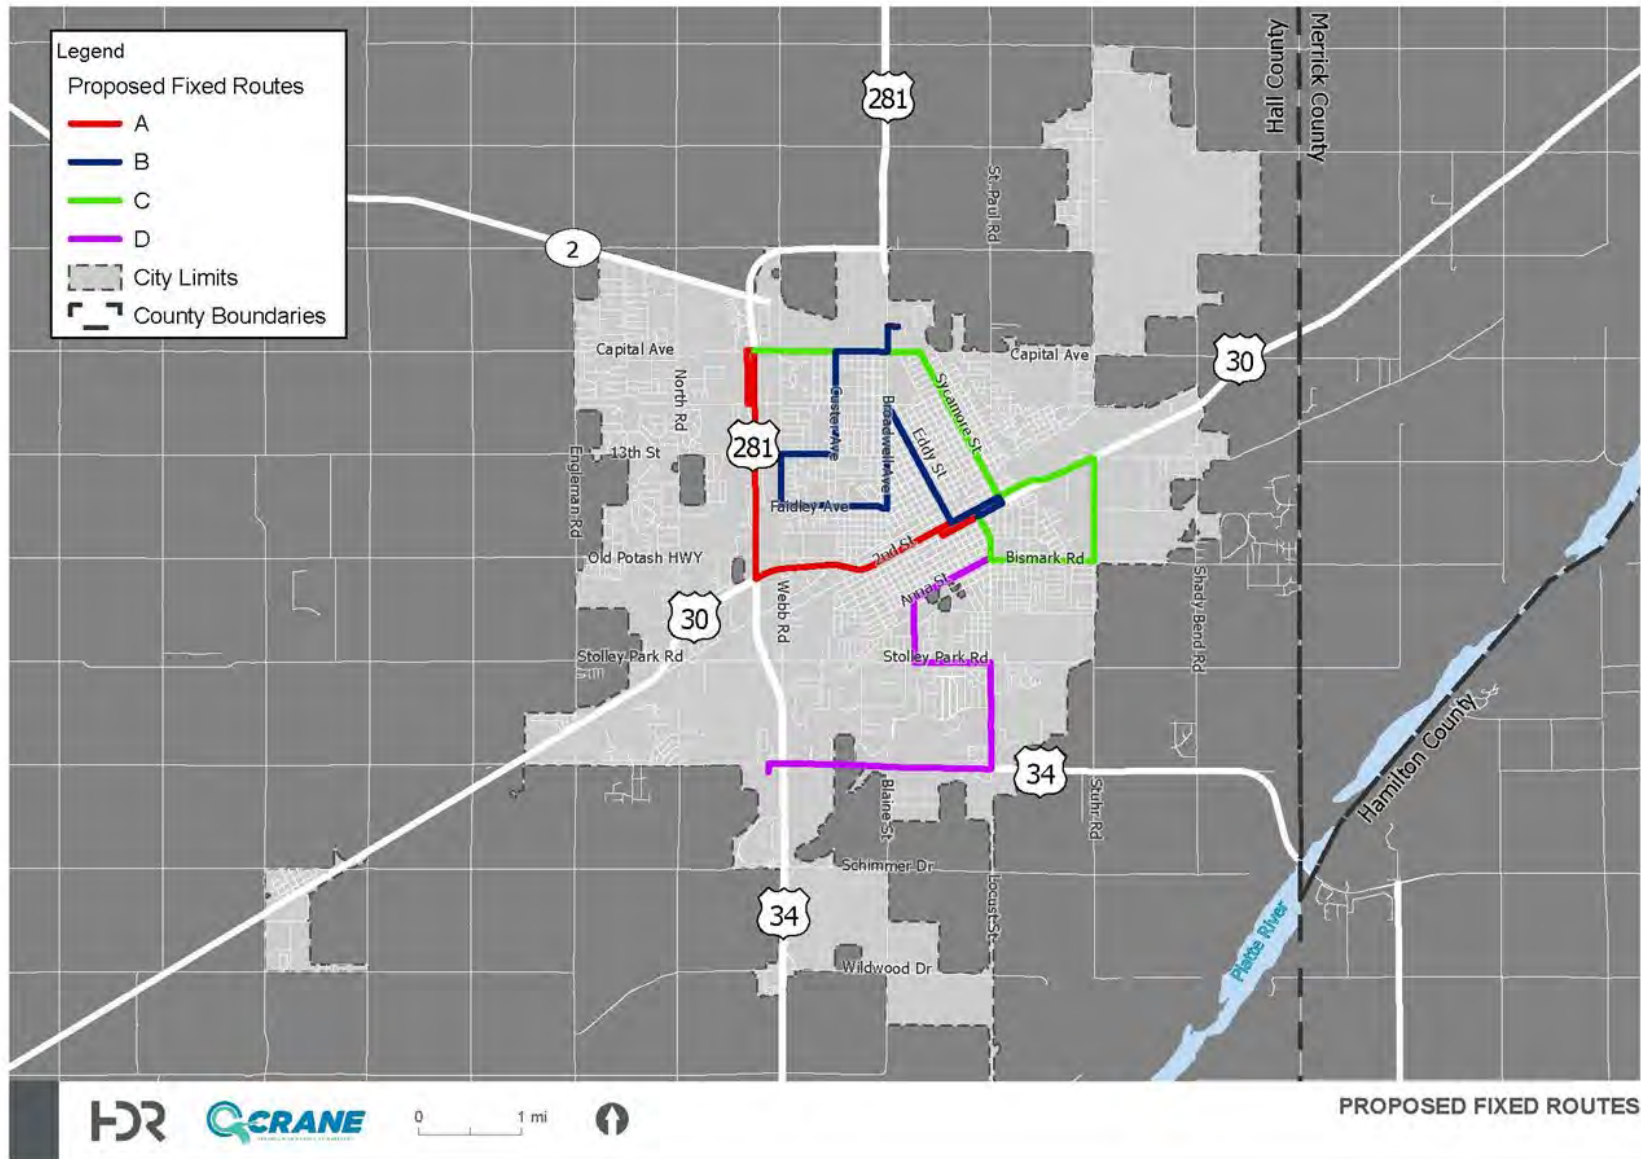 Legend
Proposed Fixed Routes
A
B
C
D
City Limits
County Boundaries
281
Hall County
Merrick County
St. Paul Rd
2
Capital Ave
Capital Ave
30
North Rd
Custer Ave
Broadwell Ave
Eddy St
Sycamore St
281
13th St
Engleman Rd
Faidley Ave
2nd St
Old Potash HWY
Bismark Rd
Anna St
Webb Rd
Shady Bend Rd
30
Stolley Park Rd
Stolley Park Rd
34
Hamilton County
Blaine St
Stuhr Rd
Schimmer Dr
Locust St
34
Platte River
Wildwood Dr
HDR
CRANE
0 1 mi
PROPOSED FIXED ROUTES